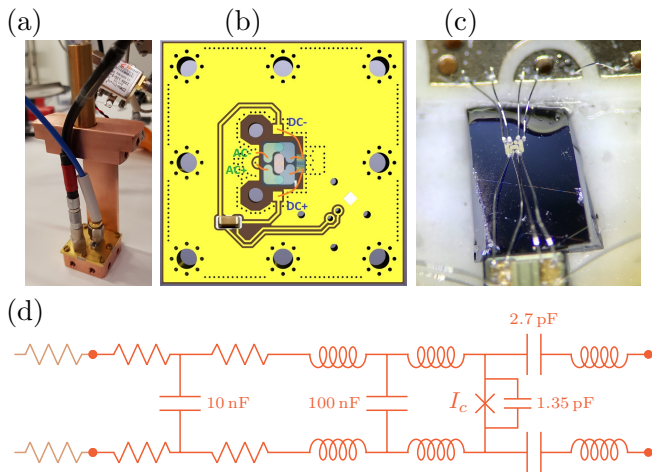 (a)
(b)
(c)
DC-
AC-
AC+
DC+
(d)
2.7 pF
10 nF
100 nF
I_c
1.35 pF